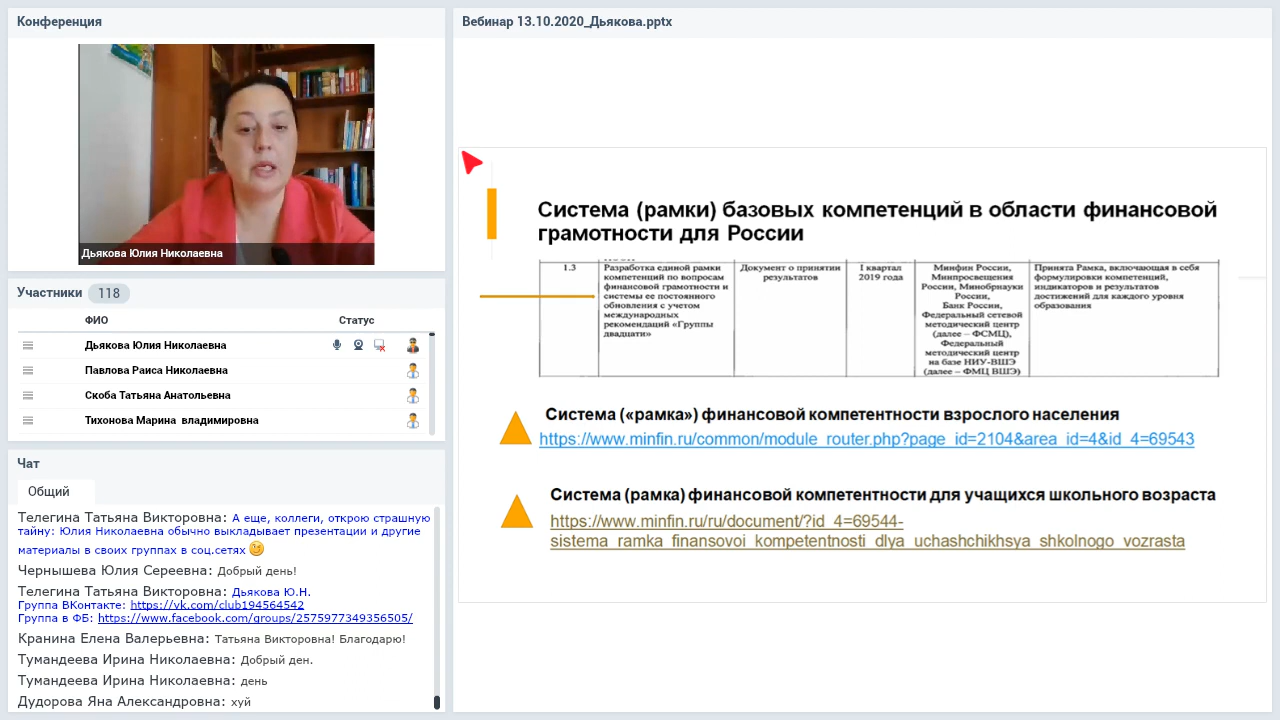 Конференция
Дьякова Юлия Николаевна
Участники 118
ФИО Статус
Дьякова Юлия Николаевна
Павлова Раиса Николаевна
Скоба Татьяна Анатольевна
Тихонова Марина владимировна
Чат
Общий
Телегина Татьяна Викторовна: А еще, коллеги, открою страшную
тайну: Юлия Николаевна обычно выкладывает презентации и другие
материалы в своих группах в соц.сетях
Чернышева Юлия Сереевна: Добрый день!
Телегина Татьяна Викторовна: Дьякова Ю.Н.
Группа ВКонтакте: https://vk.com/club194564542
Группа в ФБ: https://www.facebook.com/groups/2575977349356505/
Кранина Елена Валерьевна: Татьяна Викторовна! Благодарю!
Тумандеева Ирина Николаевна: Добрый ден.
Тумандеева Ирина Николаевна: день
Дудорова Яна Александровна: хуй
Вебинар 13.10.2020_Дьякова.pptx
Система (рамки) базовых компетенций в области финансовой
грамотности для России
1.3
Разработка единой рамки
компетенций по вопросам
финансовой грамотности и
системы ее постоянного
обновления с учетом
международных
рекомендаций «Группы
двадцати»
Документ о принятии
результатов
I квартал
2019 года
Минфин России,
Минпросвещения
России, Минобрнауки
России,
Банк России,
Федеральный сетевой
методический центр
(далее – ФСМЦ),
Федеральный
методический центр
на базе НИУ-ВШЭ
(далее – ФМЦ ВШЭ)
Принята Рамка, включающая в себя
формулировки компетенций,
индикаторов и результатов
достижений для каждого уровня
образования
Система («рамка») финансовой компетентности взрослого населения
https://www.minfin.ru/common/module_router.php?page_id=2104&area_id=4&id_4=69543
Система (рамка) финансовой компетентности для учащихся школьного возраста
https://www.minfin.ru/ru/document/?id_4=69544-
sistema_ramka_finansovoi_kompetentnosti_dlya_uchashchikhsya_shkolnogo_vozrasta